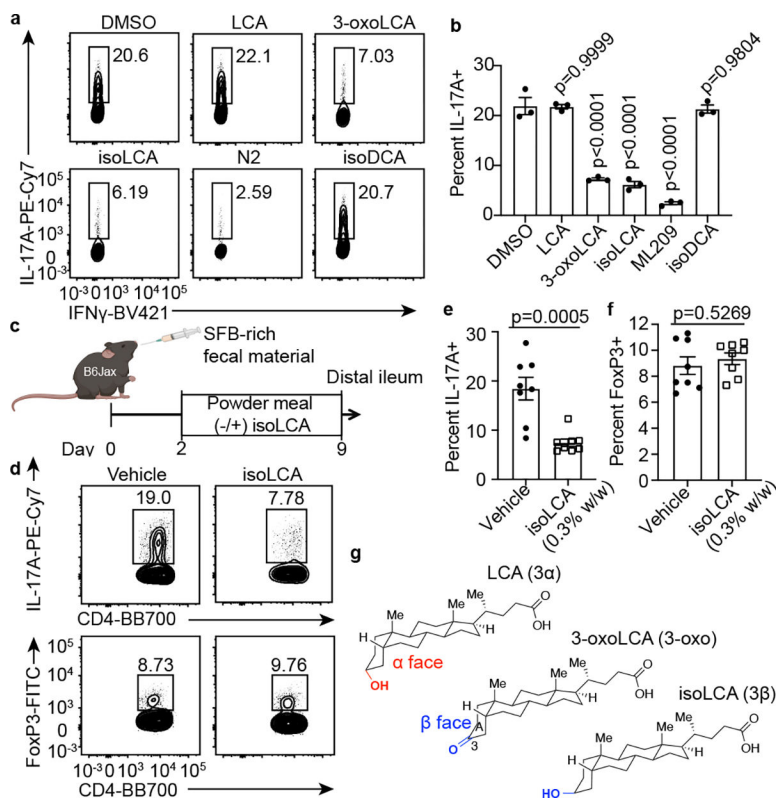 a
DMSO
LCA
3-oxoLCA
20.6
22.1
7.03
isoLCA
N2
isoDCA
6.19
2.59
20.7
IL-17A-PE-Cy7
10⁵
10⁴
10³
0
10⁻³
10⁻³ 0 10³ 10⁴ 10⁵
IFNγ-BV421
b
Percent IL-17A+
30
20
10
0
p=0.9999
p<0.0001
p<0.0001
p<0.0001
p=0.9804
DMSO
LCA
3-oxoLCA
isoLCA
ML209
isoDCA
c
B6Jax
SFB-rich
fecal material
Distal ileum
Powder meal
(-/+) isoLCA
Day 0 2 9
d
Vehicle
isoLCA
19.0
7.78
IL-17A-PE-Cy7
CD4-BB700
8.73
9.76
FoxP3-FITC
10⁵
10⁴
10³
0
10⁻³
CD4-BB700
e
p=0.0005
Percent IL-17A+
30
20
10
0
Vehicle
isoLCA
(0.3% w/w)
f
p=0.5269
Percent FoxP3+
12
10
8
6
4
2
0
Vehicle
isoLCA
(0.3% w/w)
g
LCA (3α)
Me
Me
O
OH
H
H
α face
OH
3-oxoLCA (3-oxo)
Me
Me
O
OH
H
H
β face
A
O
3
isoLCA (3β)
Me
Me
O
OH
H
H
HO